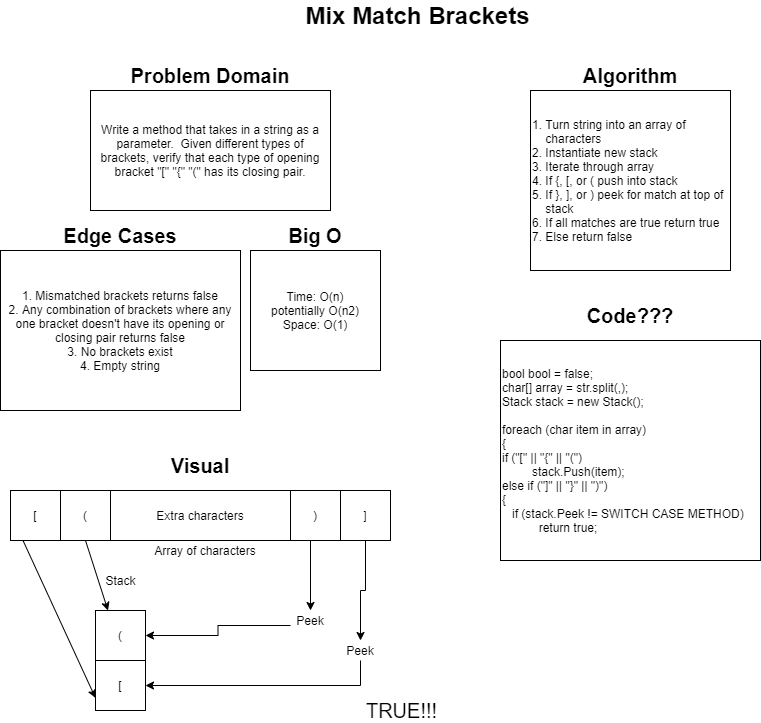 Mix Match Brackets
Problem Domain
Write a method that takes in a string as a
parameter.  Given different types of
brackets, verify that each type of opening
bracket "[" "{" "(" has its closing pair.
Algorithm
1. Turn string into an array of
characters
2. Instantiate new stack
3. Iterate through array
4. If {, [, or ( push into stack
5. If }, ], or ) peek for match at top of
stack
6. If all matches are true return true
7. Else return false
Edge Cases
1. Mismatched brackets returns false
2. Any combination of brackets where any
one bracket doesn't have its opening or
closing pair returns false
3. No brackets exist
4. Empty string
Big O
Time: O(n)
potentially O(n2)
Space: O(1)
Code???
bool bool = false;
char[] array = str.split(,);
Stack stack = new Stack();
foreach (char item in array)
{
if ("[" || "{" || "(")
stack.Push(item);
else if ("]" || "}" || ")")
{
if (stack.Peek != SWITCH CASE METHOD)
return true;
Visual
[ ( Extra characters ) ]
Array of characters
Stack
(
Peek
Peek
[
TRUE!!!